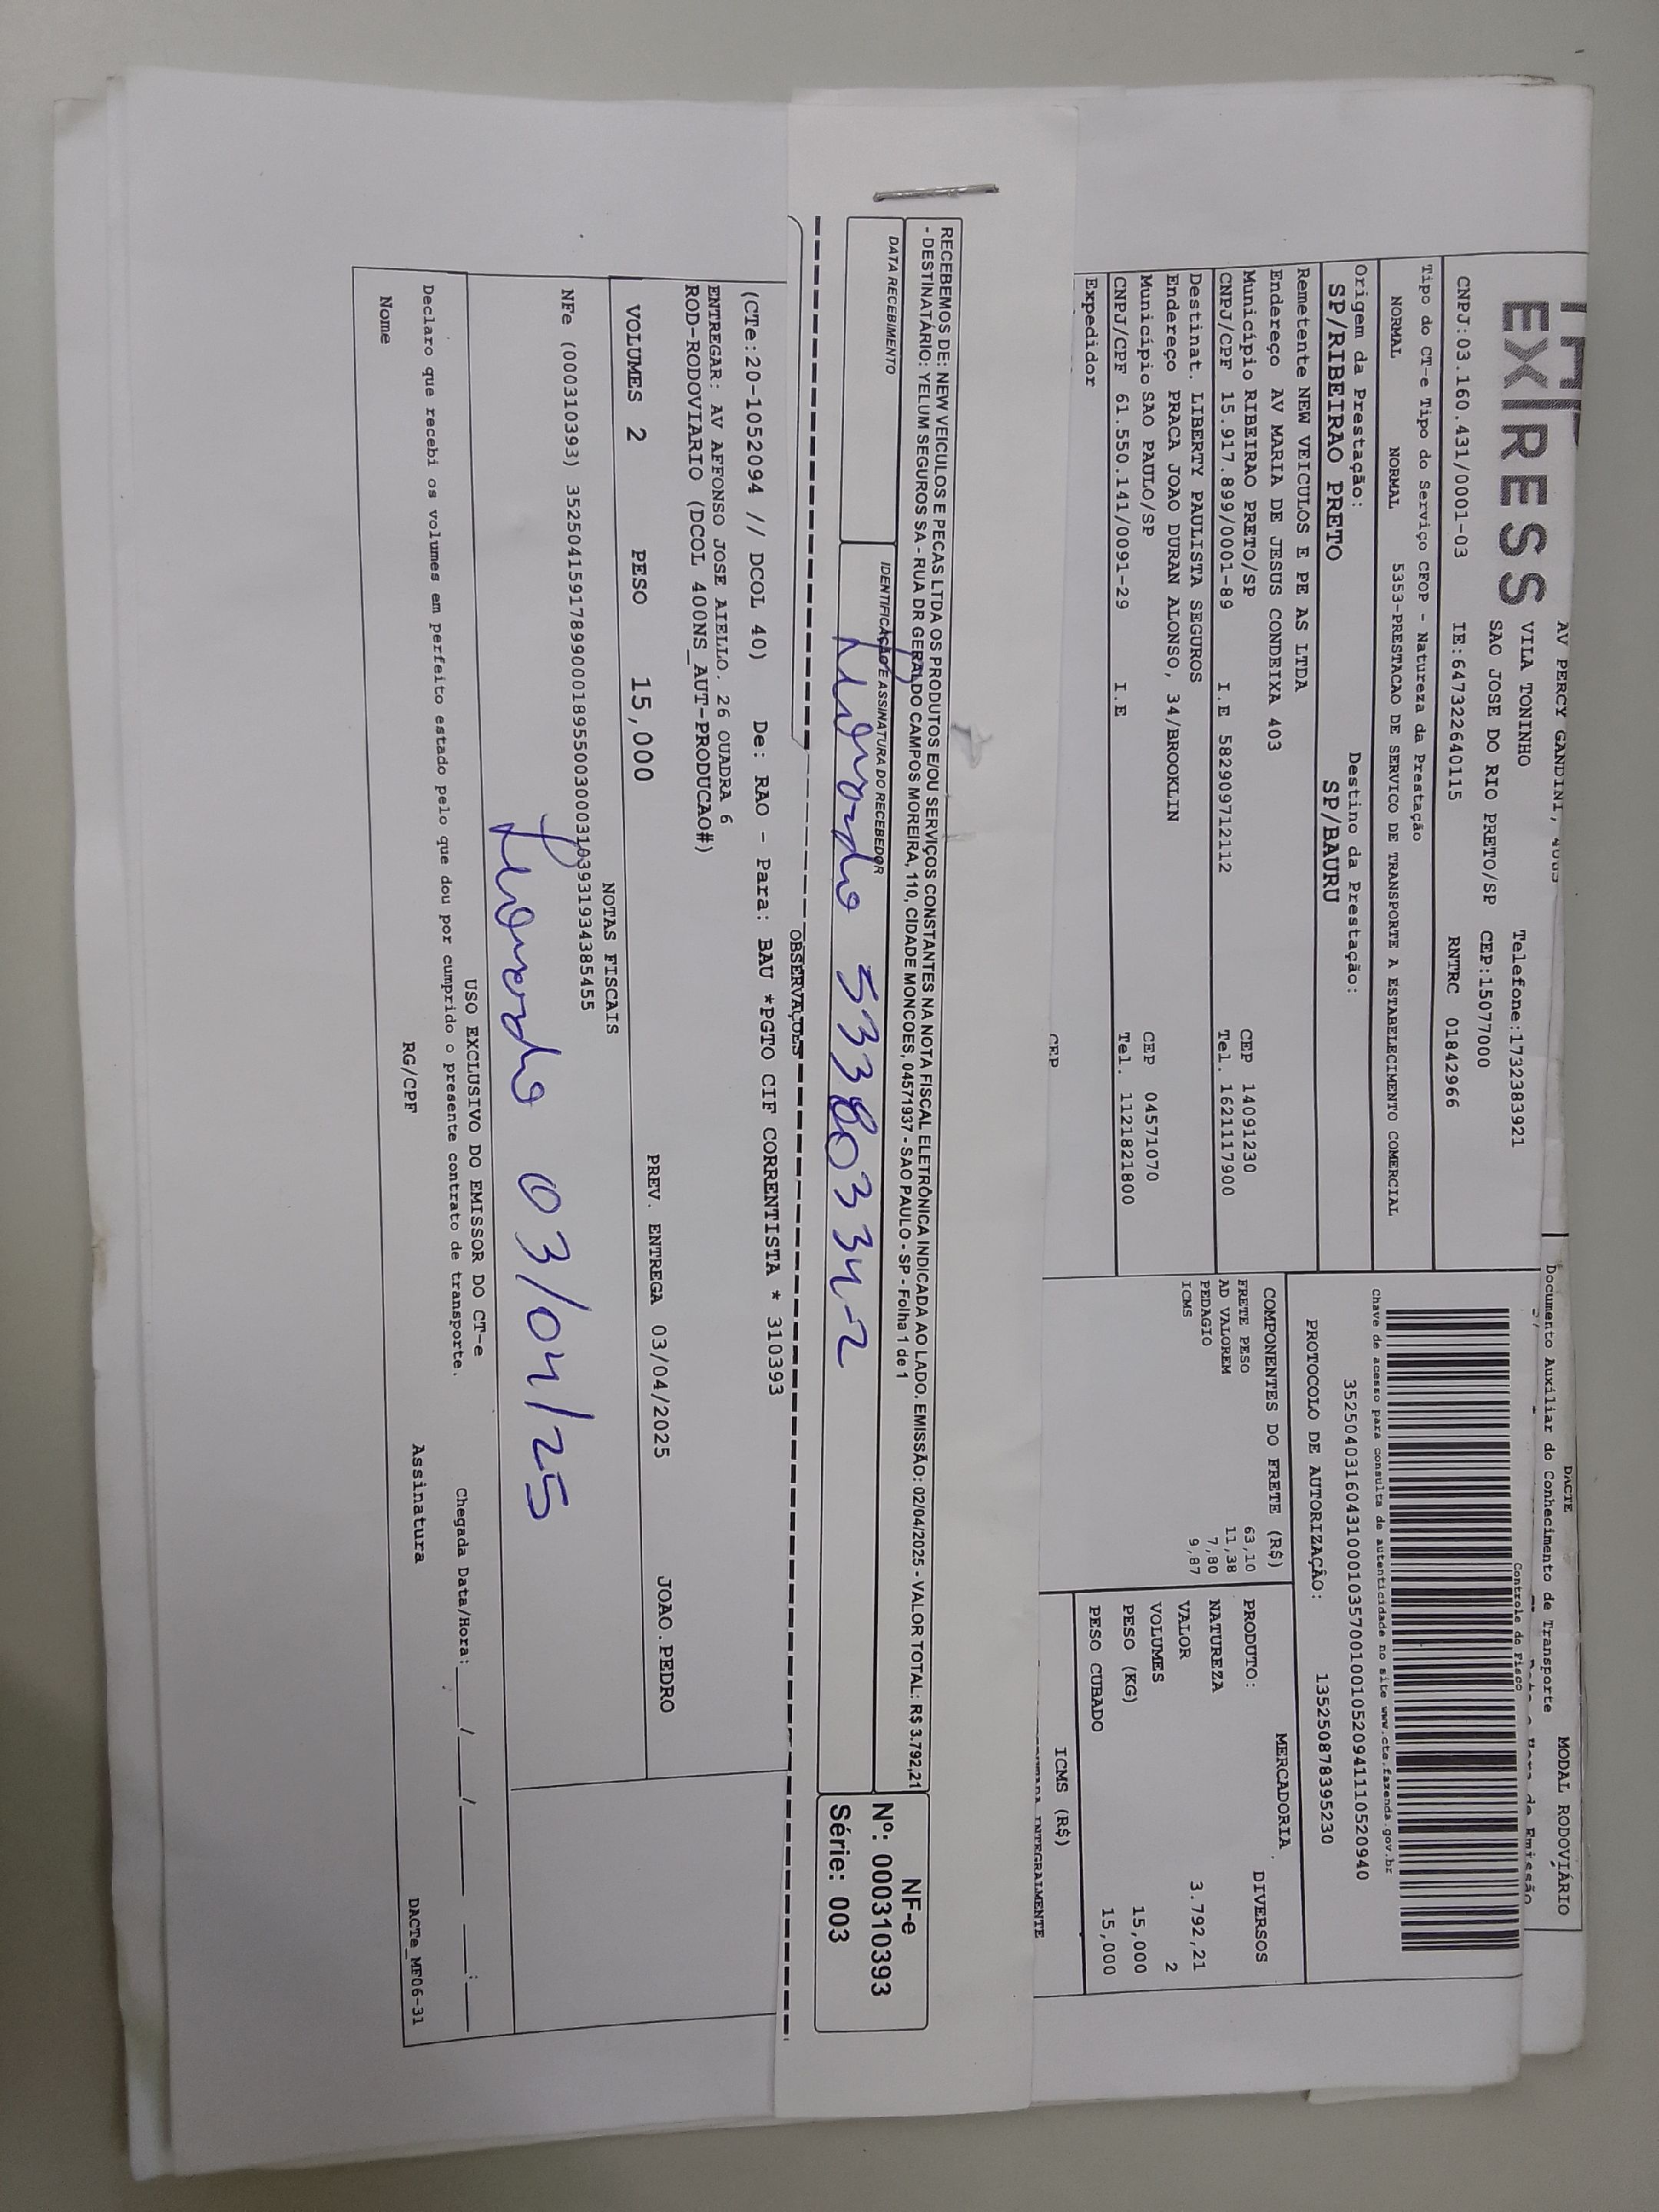 EXPRESS
AV PERCY GANDINI,
VILA TONINHO
SAO JOSE DO RIO PRETO/SP
Telefone:1732383921
CEP:15077000
CNPJ:03.160.431/0001-03 IE:647322640115 RNTRC 01842966
Tipo do CT-e Tipo do Serviço CFOP - Natureza da Prestação
NORMAL NORMAL 5353-PRESTACAO DE SERVICO DE TRANSPORTE A ESTABELECIMENTO COMERCIAL
Origem da Prestação: Destino da Prestação:
SP/RIBEIRAO PRETO SP/BAURU
Remetente NEW VEICULOS E PE AS LTDA
Endereço AV MARIA DE JESUS CONDEIXA 403
Município RIBEIRAO PRETO/SP CEP 14091230
CNPJ/CPF 15.917.899/0001-89 I.E 582909712112 Tel. 1621117900
Destinat. LIBERTY PAULISTA SEGUROS
Endereço PRACA JOAO DURAN ALONSO, 34/BROOKLIN
Município SAO PAULO/SP CEP 04571070
CNPJ/CPF 61.550.141/0091-29 I.E Tel. 1121821800
Expedidor
CEP
DACTE
MODAL RODOVIÁRIO
Documento Auxiliar do Conhecimento de Transporte
Controle do Fisco
Chave de acesso para consulta de autenticidade no site www.cte.fazenda.gov.br
35250403160431000103570010010520941110520940
PROTOCOLO DE AUTORIZAÇÃO: 135250878395230
COMPONENTES DO FRETE (R$)
FRETE PESO 63,10
AD VALOREM 11,38
PEDAGIO 7,80
ICMS 9,87
MERCADORIA
PRODUTO: DIVERSOS
NATUREZA
VALOR 3.792,21
VOLUMES 2
PESO (KG) 15,000
PESO CUBADO 15,000
ICMS (R$)
INTEGRALMENTE
RECEBEMOS DE: NEW VEICULOS E PECAS LTDA OS PRODUTOS E/OU SERVIÇOS CONSTANTES NA NOTA FISCAL ELETRÔNICA INDICADA AO LADO. EMISSÃO: 02/04/2025 - VALOR TOTAL: R$ 3.792,21
- DESTINATÁRIO: YELUM SEGUROS SA - RUA DR GERALDO CAMPOS MOREIRA, 110, CIDADE MONCOES, 04571937 - SAO PAULO - SP - Folha 1 de 1
DATA RECEBIMENTO
IDENTIFICAÇÃO E ASSINATURA DO RECEBEDOR
53380334-2
NF-e
Nº: 000310393
Série: 003
OBSERVAÇÕES
(CTe:20-1052094 // DCOL 40) De: RAO - Para: BAU *PGTO CIF CORRENTISTA * 310393
ENTREGAR: AV AFFONSO JOSE AIELLO. 26 QUADRA 6
ROD-RODOVIARIO (DCOL 400NS_AUT-PRODUCAO#)
VOLUMES 2 PESO 15,000 PREV. ENTREGA 03/04/2025 JOAO.PEDRO
NOTAS FISCAIS
NFe (000310393) 35250415917899000189550030003103931934385455
03/04/25
USO EXCLUSIVO DO EMISSOR DO CT-e
Declaro que recebi os volumes em perfeito estado pelo que dou por cumprido o presente contrato de transporte. Chegada Data/Hora:____/____/____ ___:___
Nome RG/CPF Assinatura DACTe_MF06-31